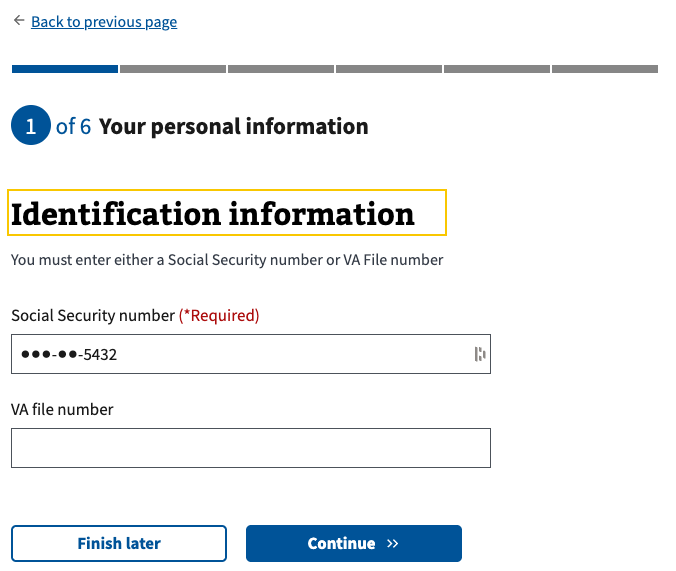 ← Back to previous page
1 of 6 Your personal information
Identification information
You must enter either a Social Security number or VA File number
Social Security number (*Required)
●●●-●●-5432
VA file number
Finish later
Continue »